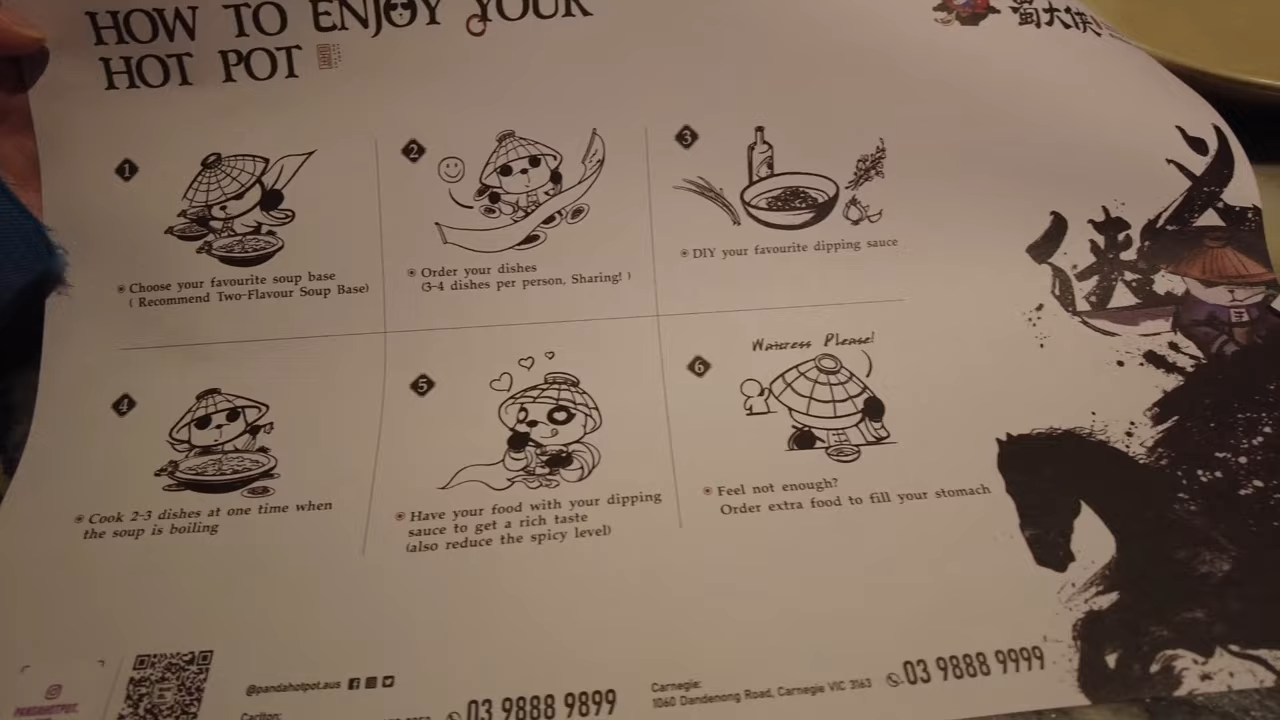 HOW TO ENJOY YOUR
HOT POT
蜀大侠
1
Choose your favourite soup base
( Recommend Two-Flavour Soup Base)
2
Order your dishes
(3-4 dishes per person, Sharing! )
3
DIY your favourite dipping sauce
侠义
4
Cook 2-3 dishes at one time when
the soup is boiling
5
Have your food with your dipping
sauce to get a rich taste
(also reduce the spicy level)
6
Waitress Please!
Feel not enough?
Order extra food to fill your stomach
PANDAHOTPOT.
@pandahotpot.aus
Carlton:
03 9888 9899
Carnegie:
1060 Dandenong Road, Carnegie VIC 3163
03 9888 9999